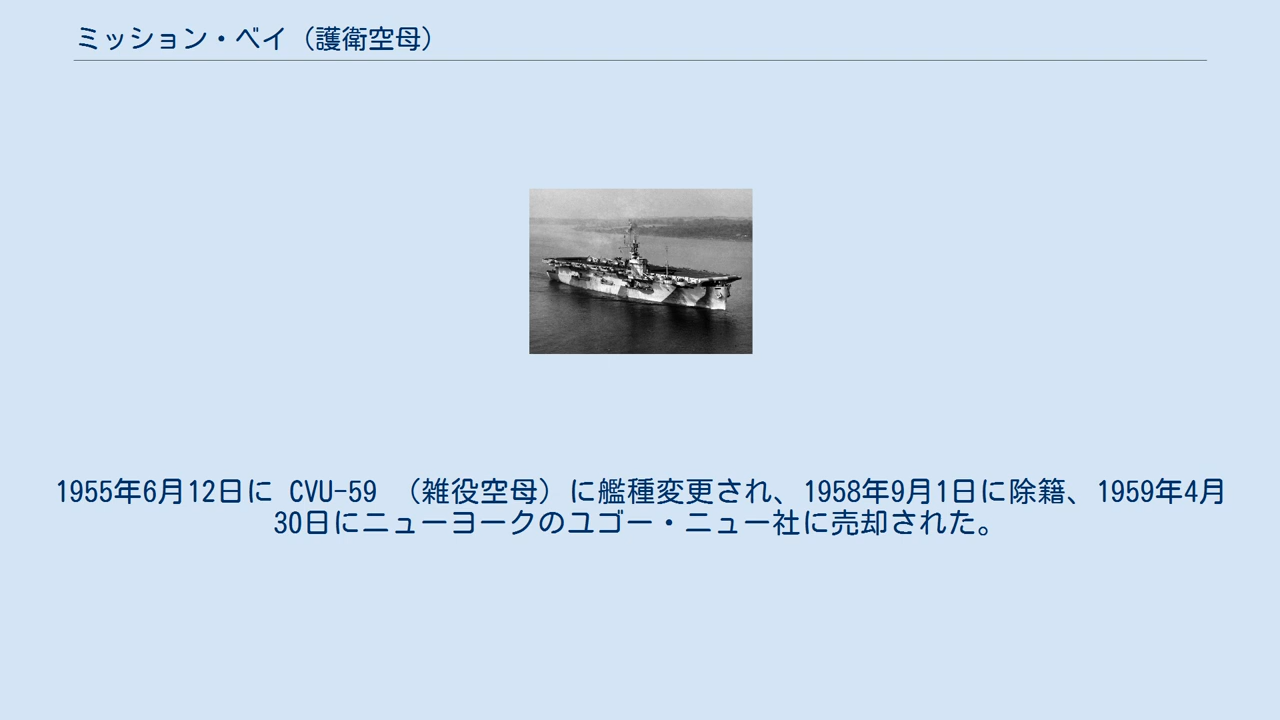 ミッション・ベイ（護衛空母）
1955年6月12日に CVU-59 （雑役空母）に艦種変更され、1958年9月1日に除籍、1959年4月
30日にニューヨークのユゴー・ニュー社に売却された。